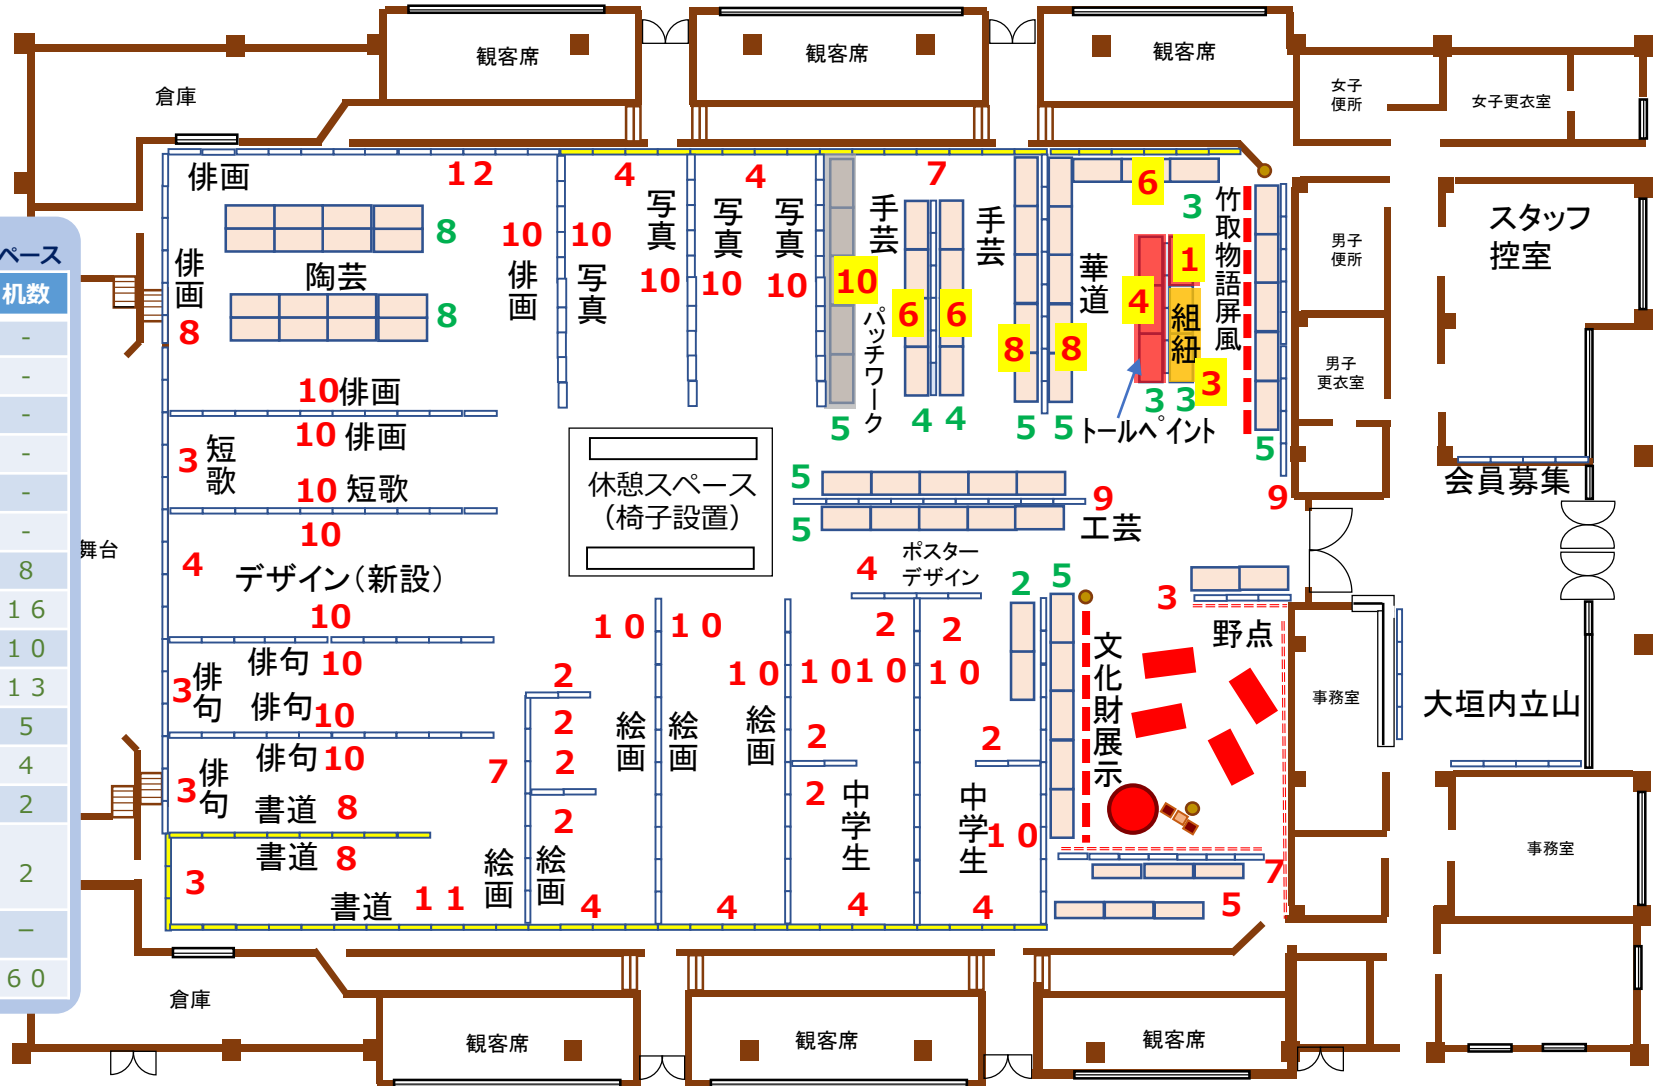 観客席
観客席
観客席
倉庫
女子
便所
女子更衣室
俳画
12
4
4
7
6
3
竹取物語屏風
男子
便所
スタッフ
控室
ペース
机数
-
-
-
-
-
-
8
16
10
13
5
4
2
2
－
60
俳画
8
8
陶芸
8
10
俳画
10
写真
写真
10
写真
10
写真
10
手芸
10
パッチワーク
5
6
6
4
4
手芸
8
8
5
5
華道
4
1
組紐
3
3
3
トールペイント
5
男子
更衣室
10俳画
10 俳画
3
短歌
10 短歌
休憩スペース
（椅子設置）
5
5
9
工芸
9
会員募集
舞台
10
4
デザイン（新設）
10
ポスター
デザイン
4
2
5
3
野点
俳句 10
3
俳句
俳句 10
俳句 10
3
俳句
書道 8
書道 8
3
書道 11
7
絵画
絵画
2
2
2
2
4
10
絵画
10
絵画
4
10
絵画
10
2
10
2
2
中学生
4
2
10
2
中学生
10
4
文化財展示
7
5
事務室
大垣内立山
事務室
倉庫
観客席
観客席
観客席